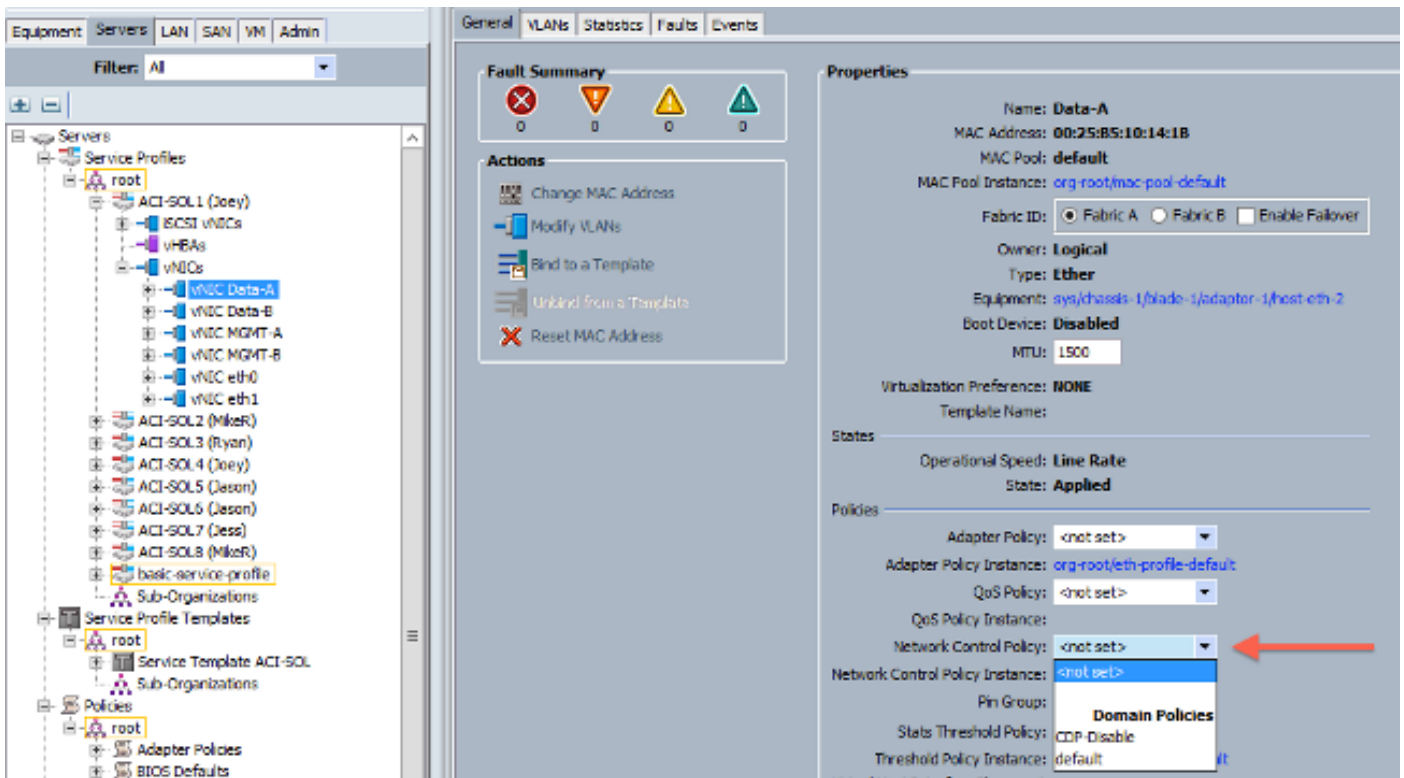 Equipment Servers LAN SAN VM Admin
Filter: All
Servers
Service Profiles
root
ACI-SOL1 (Joey)
iSCSI vNICs
vHBAs
vNICs
vNIC Data-A
vNIC Data-B
vNIC MGMT-A
vNIC MGMT-B
vNIC eth0
vNIC eth1
ACI-SOL2 (MikeR)
ACI-SOL3 (Ryan)
ACI-SOL4 (Joey)
ACI-SOL5 (Jason)
ACI-SOL6 (Jason)
ACI-SOL7 (Jess)
ACI-SOL8 (MikeR)
basic-service-profile
Sub-Organizations
Service Profile Templates
root
Service Template ACI-SOL
Sub-Organizations
Policies
root
Adapter Policies
BIOS Defaults
General VLANs Statistics Faults Events
Fault Summary
0 0 0 0
Actions
Change MAC Address
Modify VLANs
Bind to a Template
Unbind from a Template
Reset MAC Address
Properties
Name: Data-A
MAC Address: 00:25:B5:10:14:1B
MAC Pool: default
MAC Pool Instance: org-root/mac-pool-default
Fabric ID: Fabric A Fabric B Enable Failover
Owner: Logical
Type: Ether
Equipment: sys/chassis-1/blade-1/adaptor-1/host-eth-2
Boot Device: Disabled
MTU: 1500
Virtualization Preference: NONE
Template Name:
States
Operational Speed: Line Rate
State: Applied
Policies
Adapter Policy: <not set>
Adapter Policy Instance: org-root/eth-profile-default
QoS Policy: <not set>
QoS Policy Instance:
Network Control Policy: <not set>
Network Control Policy Instance: <not set>
Pin Group:
Domain Policies
Stats Threshold Policy: CDP-Disable
Threshold Policy Instance: default lt